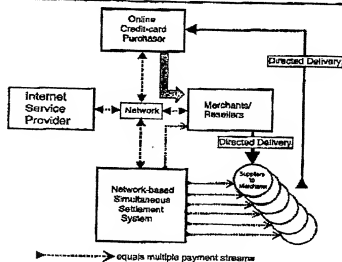 Online
Credit-card
Purchaser
Directed Delivery
Internet
Service
Provider
Network
Merchants/
Resellers
Directed Delivery
Network-based
Simultaneous
Settlement
System
Suppliers
to
Merchant
equals multiple payment streams